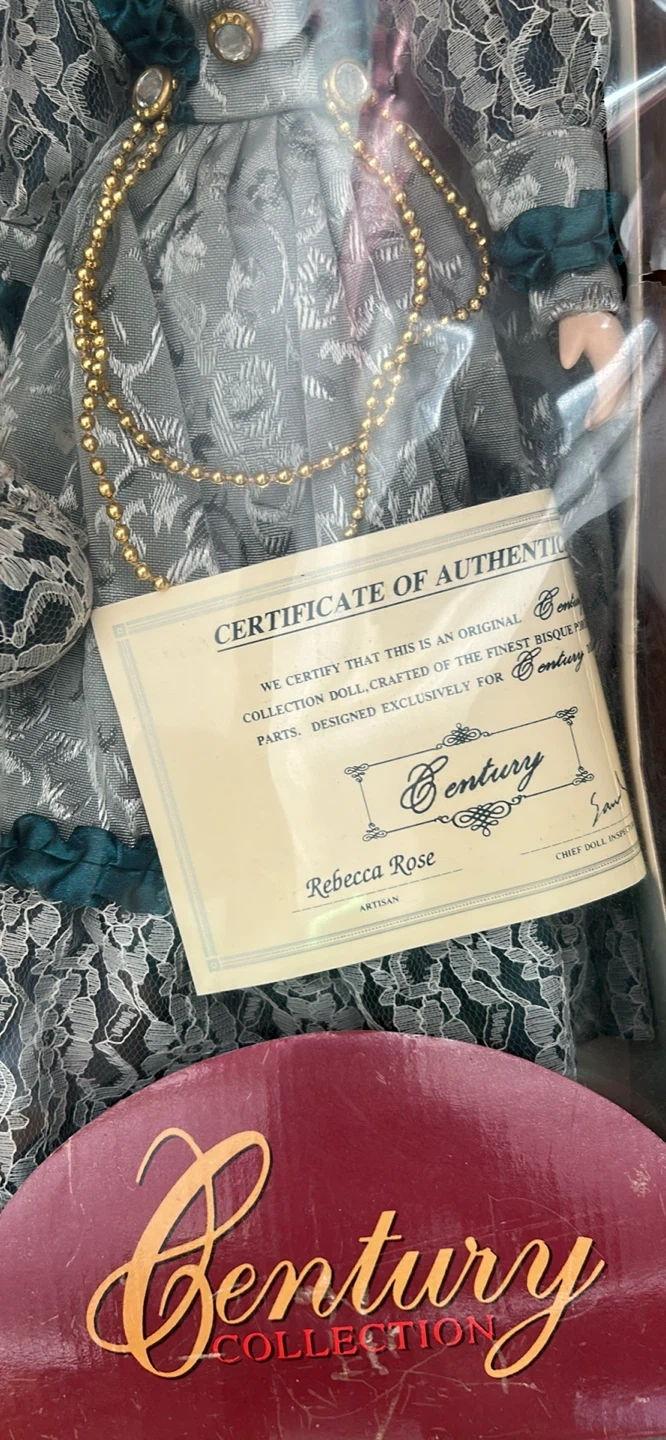 CERTIFICATE OF
WE CERTIFY THAT THIS IS AN ORIGINAL
COLLECTION DOLL, CRAFTED OF THE FINEST BISQUE
PARTS. DESIGNED EXCLUSIVELY FOR Century
Century
Rebecca Rose
ARTISAN
CHIEF DOLL
Century
COLLECTION